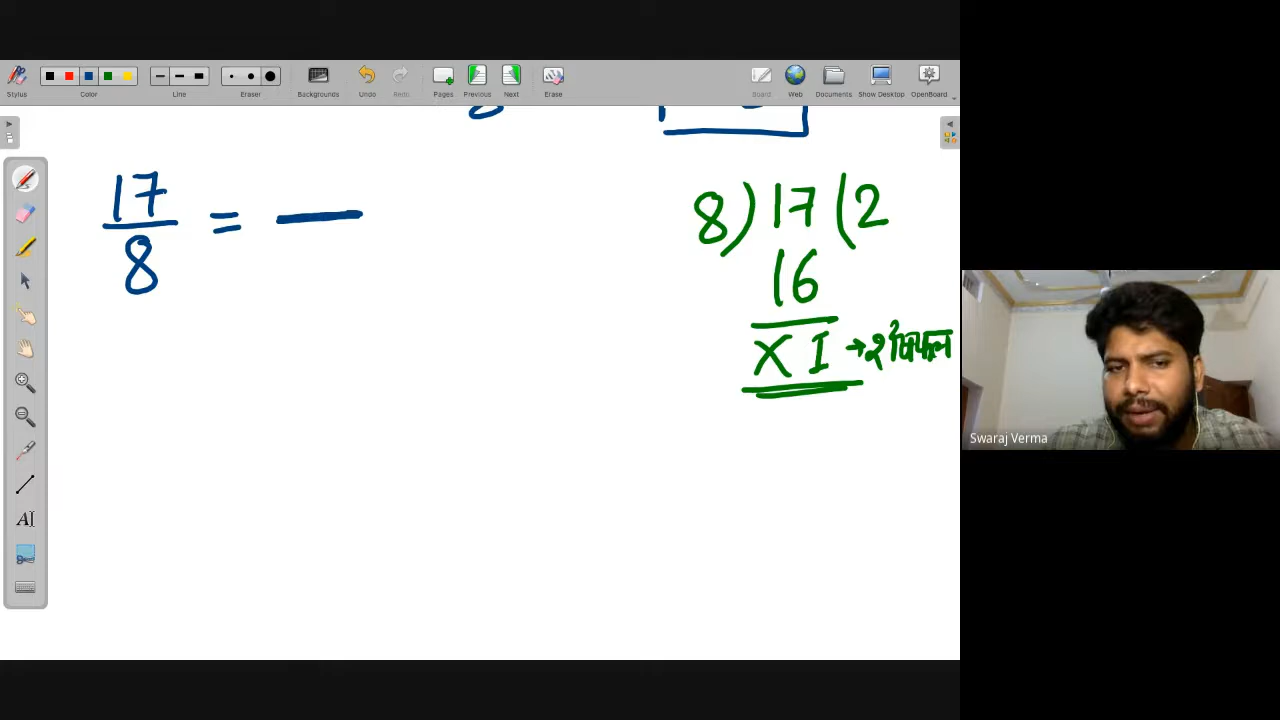 Stylus
Color
Line
Eraser
Backgrounds
Undo
Redo
Pages
Previous
Next
Erase
Board
Web
Documents
Show Desktop
OpenBoard
17
8
=
8) 17 (2
16
X 1 →
Swaraj Verma